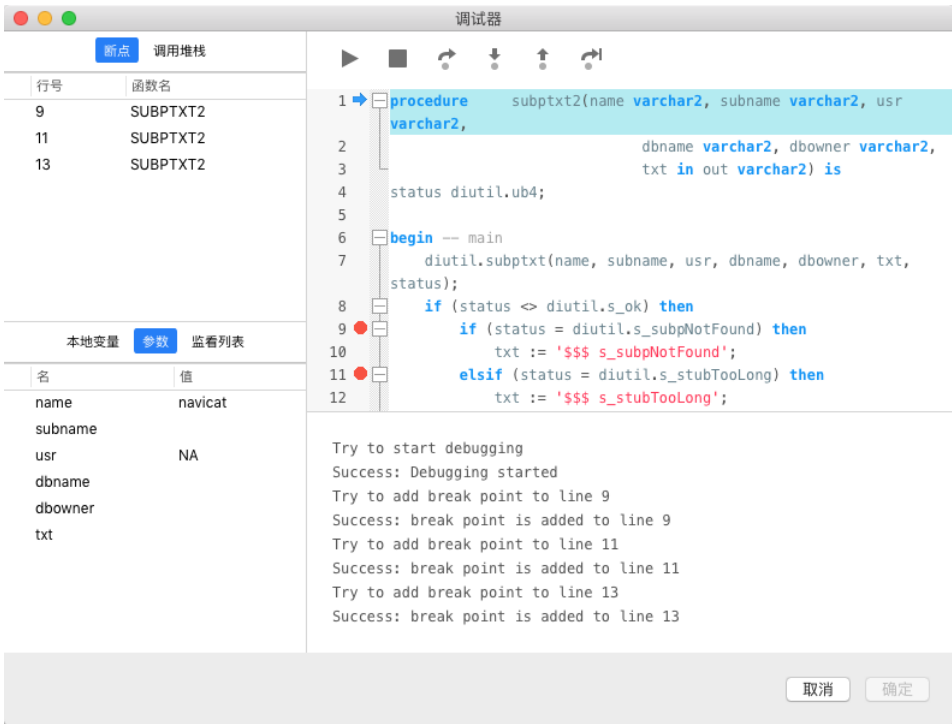 调试器
断点 调用堆栈
行号 函数名
9 SUBPTXT2
11 SUBPTXT2
13 SUBPTXT2
本地变量 参数 监看列表
名 值
name navicat
subname
usr NA
dbname
dbowner
txt
1 procedure subptxt2(name varchar2, subname varchar2, usr
varchar2,
2 dbname varchar2, dbowner varchar2,
3 txt in out varchar2) is
4 status diutil.ub4;
5
6 begin -- main
7 diutil.subptxt(name, subname, usr, dbname, dbowner, txt,
status);
8 if (status <> diutil.s_ok) then
9 if (status = diutil.s_subpNotFound) then
10 txt := '$$$ s_subpNotFound';
11 elsif (status = diutil.s_stubTooLong) then
12 txt := '$$$ s_stubTooLong';
Try to start debugging
Success: Debugging started
Try to add break point to line 9
Success: break point is added to line 9
Try to add break point to line 11
Success: break point is added to line 11
Try to add break point to line 13
Success: break point is added to line 13
取消 确定